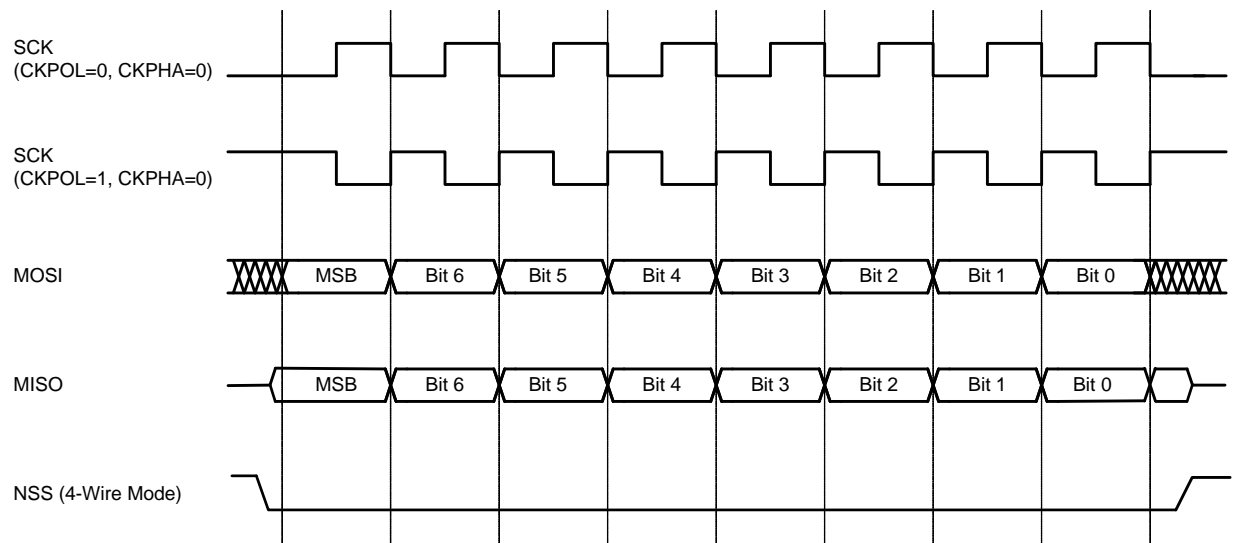 SCK
(CKPOL=0, CKPHA=0)
SCK
(CKPOL=1, CKPHA=0)
MOSI MSB Bit 6 Bit 5 Bit 4 Bit 3 Bit 2 Bit 1 Bit 0
MISO MSB Bit 6 Bit 5 Bit 4 Bit 3 Bit 2 Bit 1 Bit 0
NSS (4-Wire Mode)